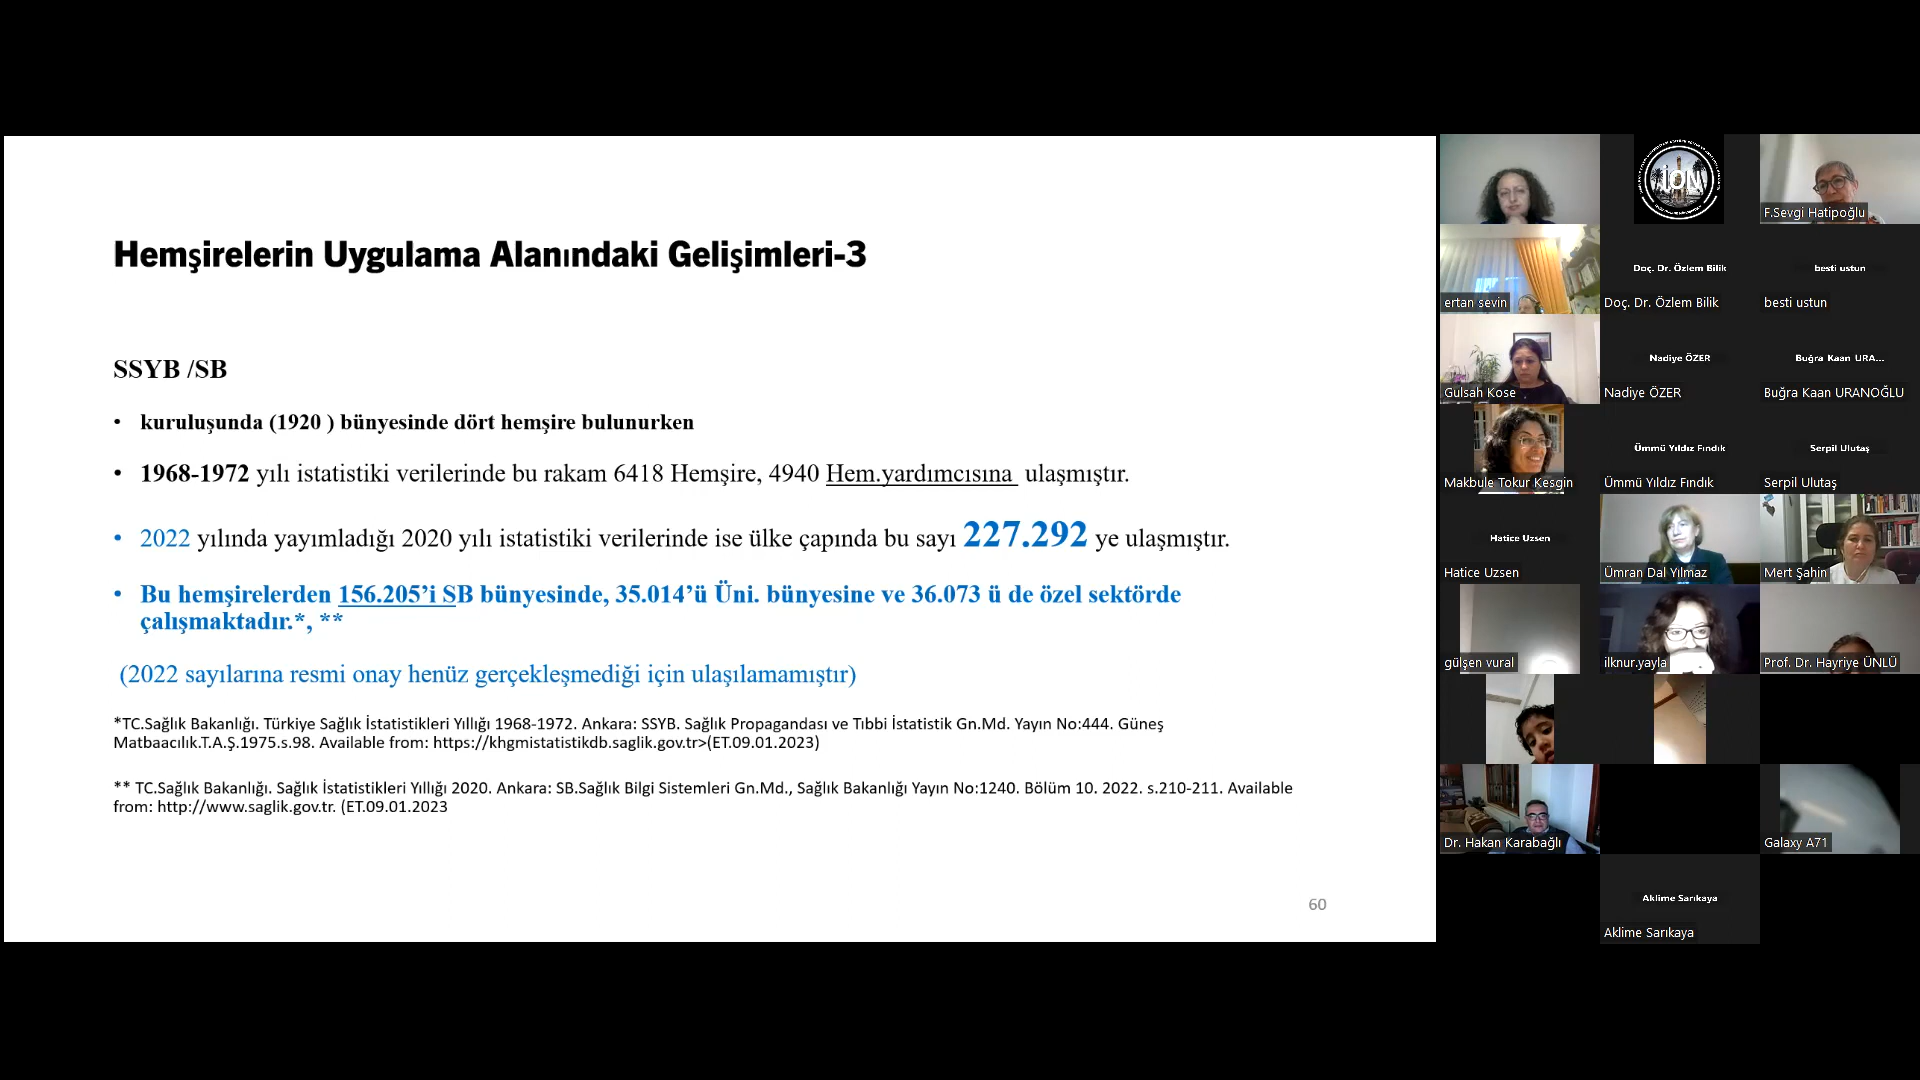 Hemşirelerin Uygulama Alanındaki Gelişimleri-3
SSYB /SB
• kuruluşunda (1920 ) bünyesinde dört hemşire bulunurken
• 1968-1972 yılı istatistiki verilerinde bu rakam 6418 Hemşire, 4940 Hem.yardımcısına ulaşmıştır.
• 2022 yılında yayımladığı 2020 yılı istatistiki verilerinde ise ülke çapında bu sayı 227.292 ye ulaşmıştır.
• Bu hemşirelerden 156.205’i SB bünyesinde, 35.014’ü Üni. bünyesine ve 36.073 ü de özel sektörde
çalışmaktadır.*, **
(2022 sayılarına resmi onay henüz gerçekleşmediği için ulaşılamamıştır)
*TC.Sağlık Bakanlığı. Türkiye Sağlık İstatistikleri Yıllığı 1968-1972. Ankara: SSYB. Sağlık Propagandası ve Tıbbi İstatistik Gn.Md. Yayın No:444. Güneş
Matbaacılık.T.A.Ş.1975.s.98. Available from: https://khgmistatistikdb.saglik.gov.tr>(ET.09.01.2023)
** TC.Sağlık Bakanlığı. Sağlık İstatistikleri Yıllığı 2020. Ankara: SB.Sağlık Bilgi Sistemleri Gn.Md., Sağlık Bakanlığı Yayın No:1240. Bölüm 10. 2022. s.210-211. Available
from: http://www.saglik.gov.tr. (ET.09.01.2023
60
İÖN
F.Sevgi Hatipoğlu
ertan sevin
Doç. Dr. Özlem Bilik
Doç. Dr. Özlem Bilik
besti ustun
besti ustun
Gulsah Kose
Nadiye ÖZER
Nadiye ÖZER
Buğra Kaan URA...
Buğra Kaan URANOĞLU
Makbule Tokur Kesgin
Ümmü Yıldız Fındık
Ümmü Yıldız Fındık
Serpil Ulutaş
Serpil Ulutaş
Hatice Uzsen
Hatice Uzsen
Ümran Dal Yılmaz
Mert Şahin
gülşen vural
ilknur.yayla
Prof. Dr. Hayriye ÜNLÜ
Dr. Hakan Karabağlı
Galaxy A71
Aklime Sarıkaya
Aklime Sarıkaya